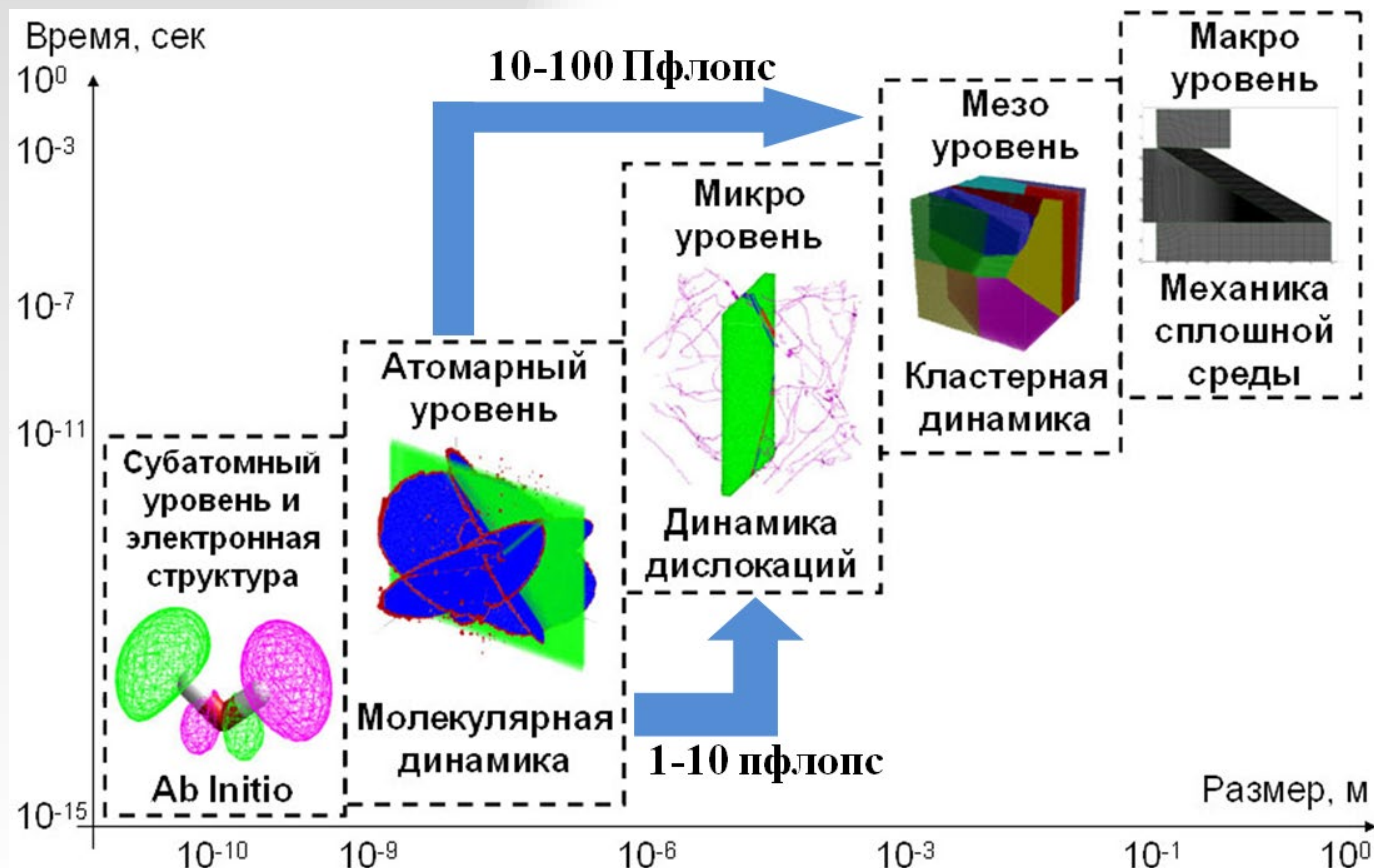 Время, сек
10⁰
10⁻³
10⁻⁷
10⁻¹¹
10⁻¹⁵
10-100 Пфлопс
Макро
уровень
Механика
сплошной
среды
Мезо
уровень
Кластерная
динамика
Микро
уровень
Динамика
дислокаций
Атомарный
уровень
Молекулярная
динамика
Субатомный
уровень и
электронная
структура
Ab Initio
1-10 пфлопс
Размер, м
10⁻¹⁰
10⁻⁹
10⁻⁶
10⁻³
10⁻¹
10⁰